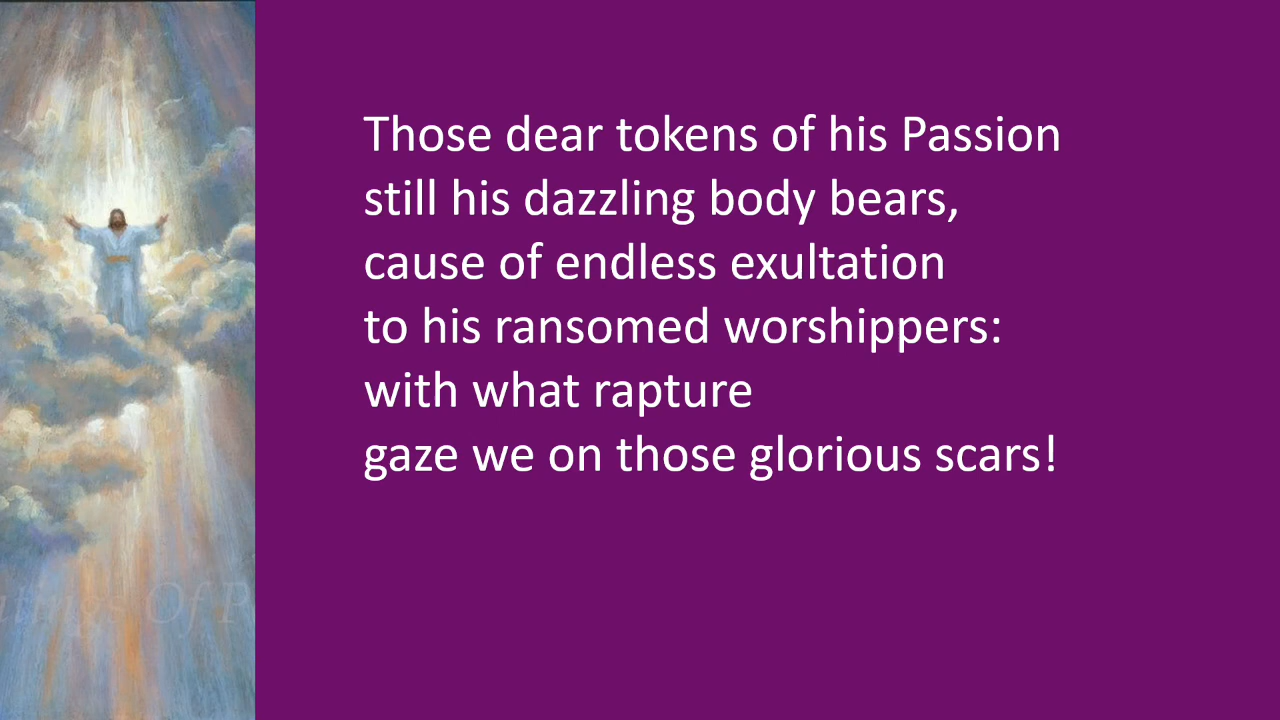 Those dear tokens of his Passion
still his dazzling body bears,
cause of endless exultation
to his ransomed worshippers:
with what rapture
gaze we on those glorious scars!
Of